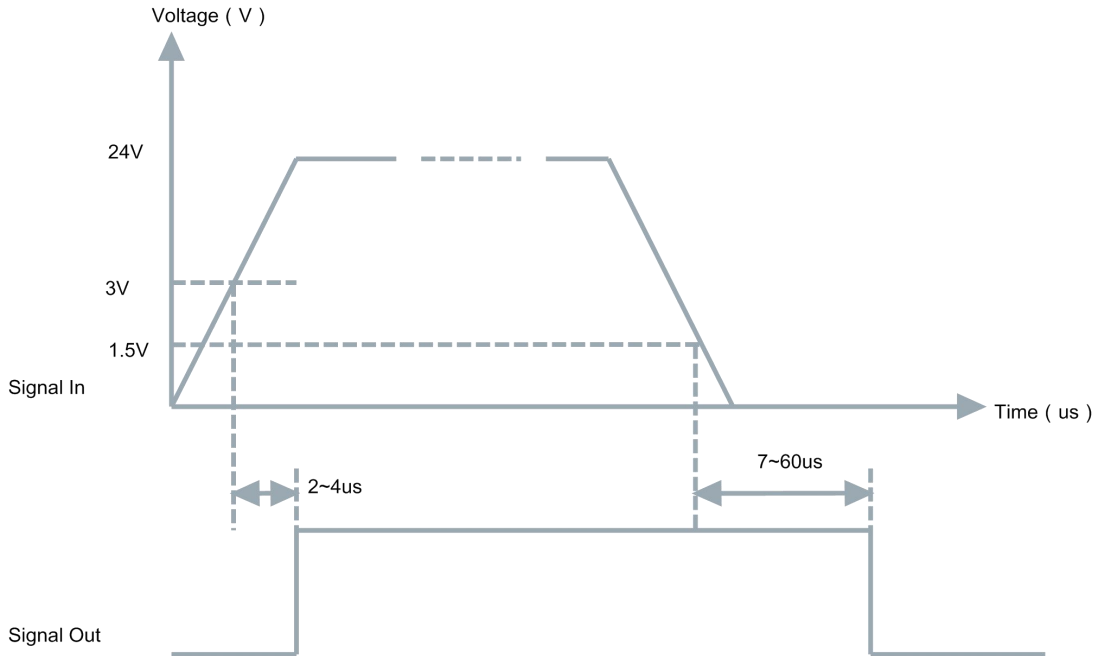 Voltage ( V )
24V
3V
1.5V
Signal In
Time ( us )
7~60us
2~4us
Signal Out